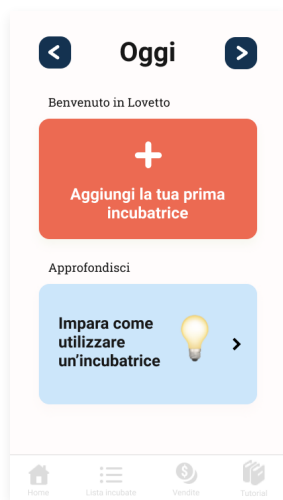 Oggi
Benvenuto in Lovetto
Aggiungi la tua prima
incubatrice
Approfondisci
Impara come
utilizzare
un'incubatrice
Home
Lista incubate
Vendite
Tutorial